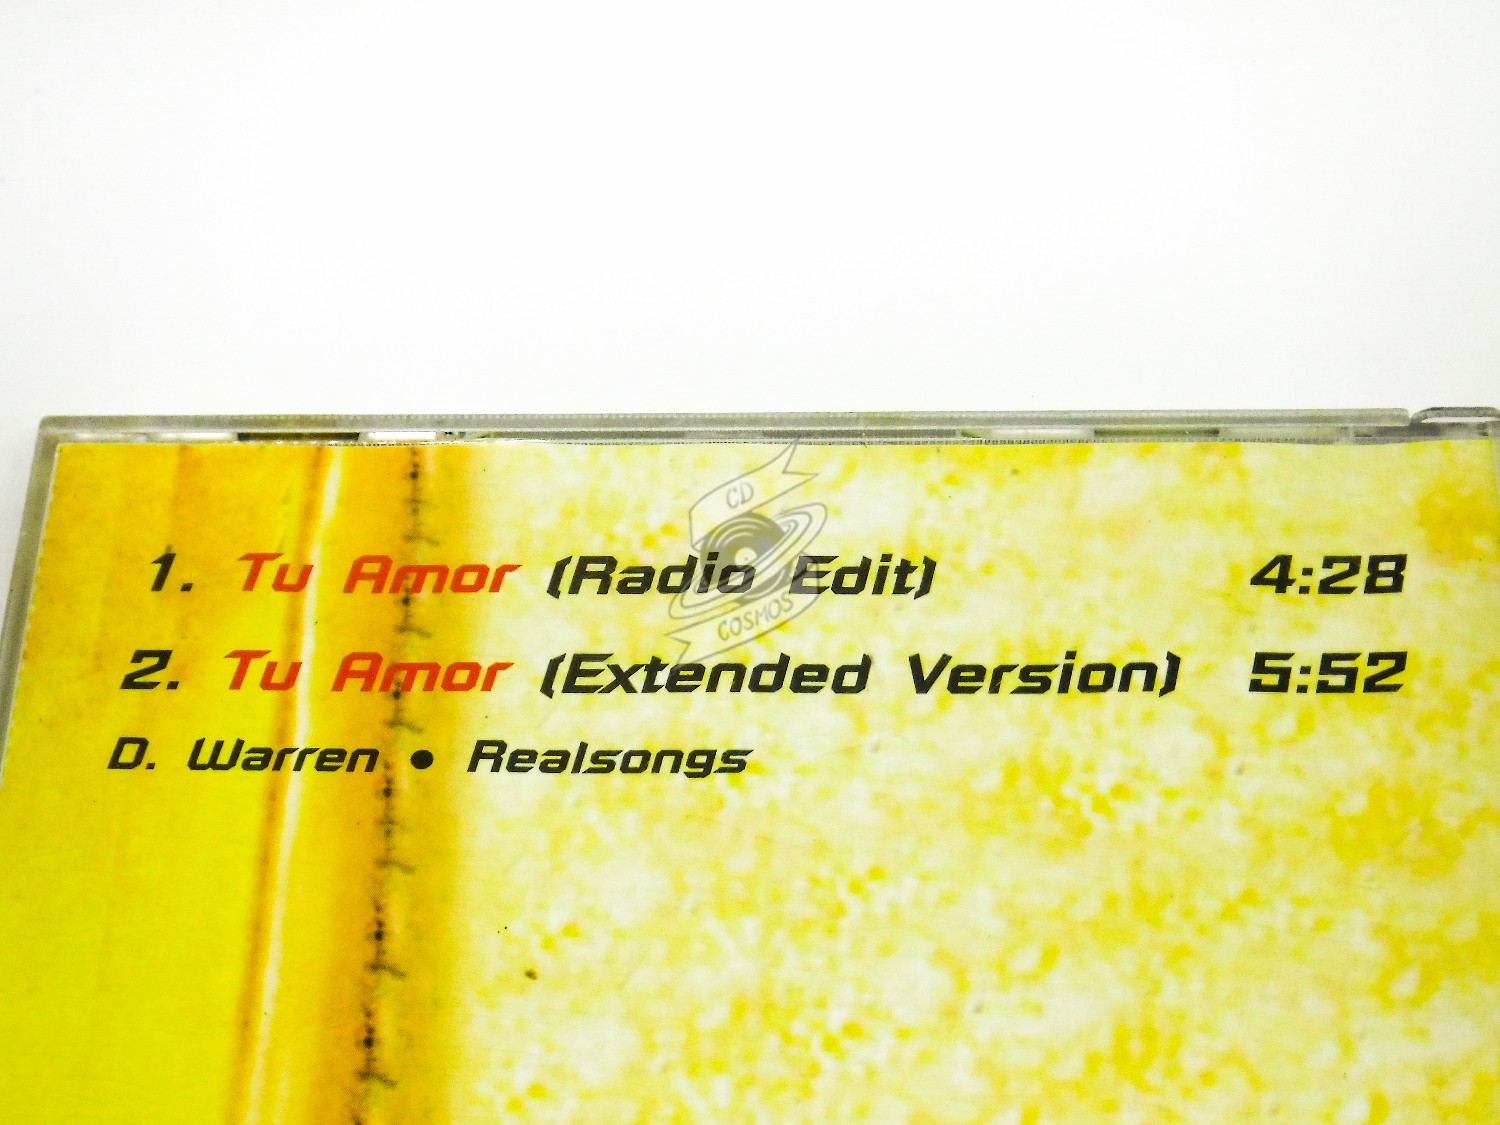 CD
COSMOS
1. Tu Amor (Radio Edit) 4:28
2. Tu Amor (Extended Version) 5:52
D. Warren • Realsongs